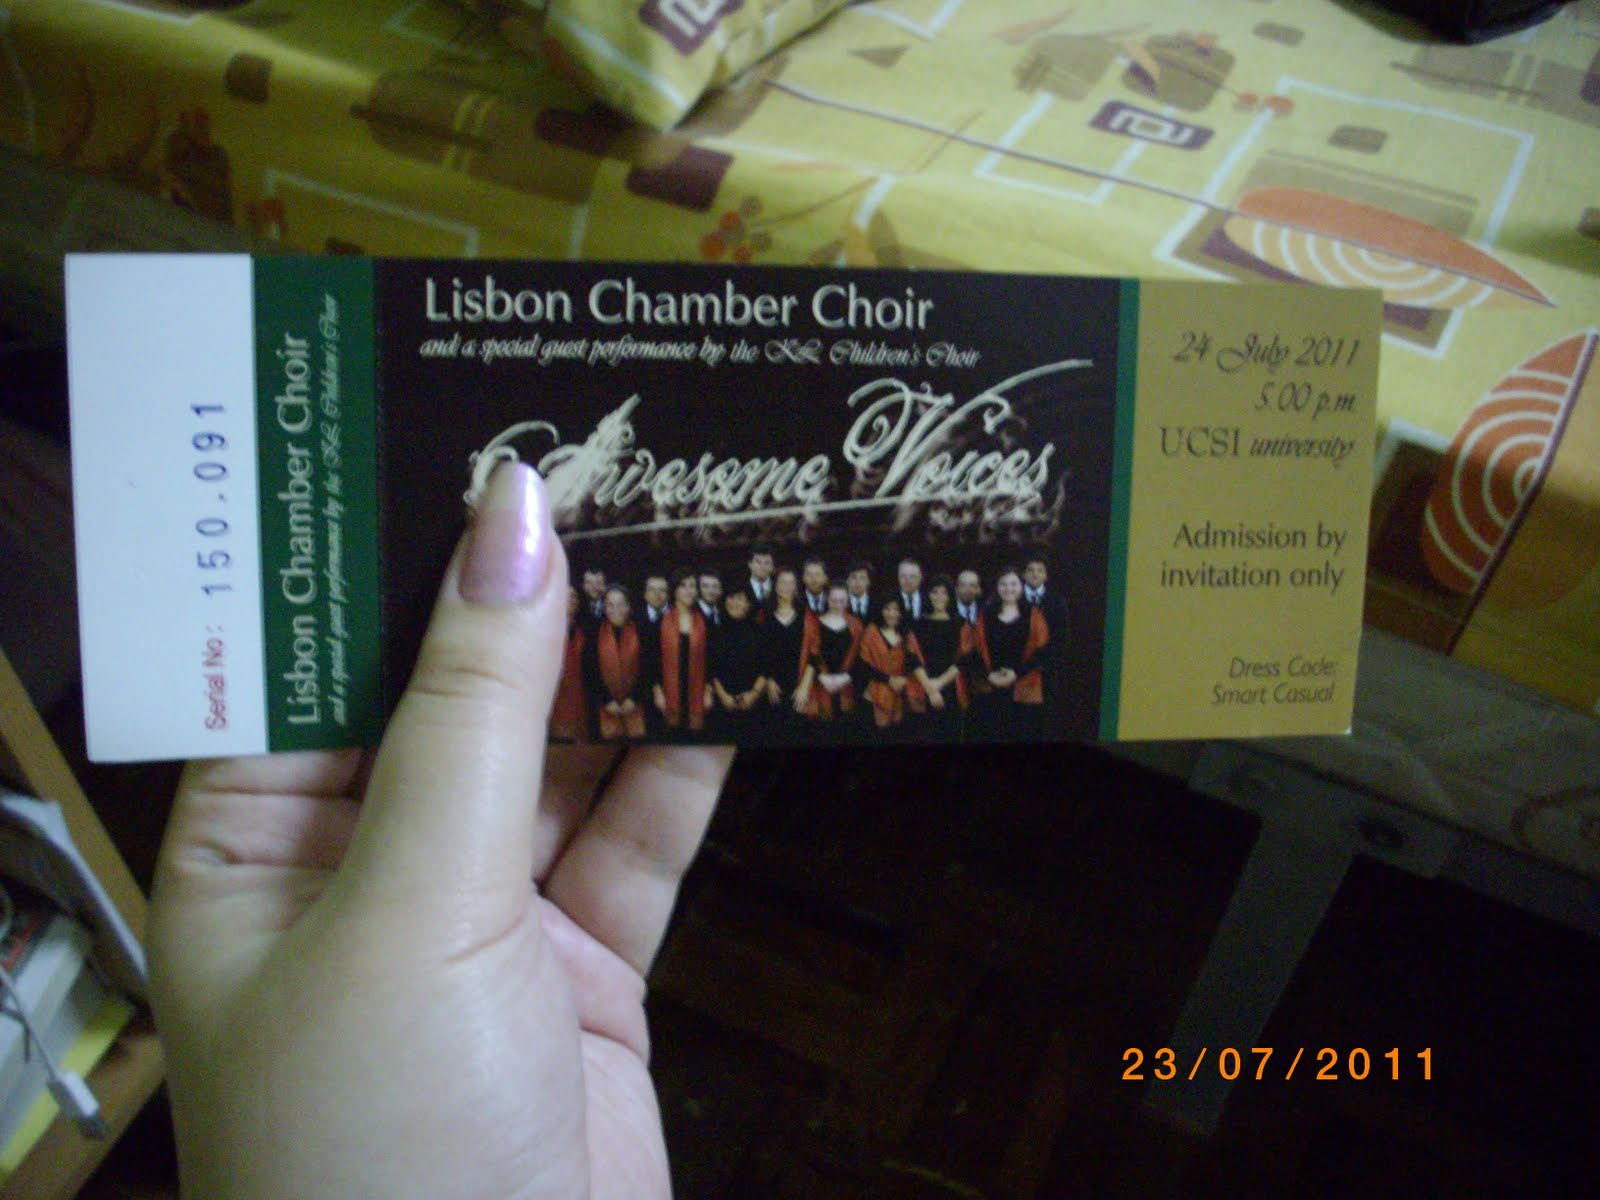 Serial No: 150.091
Lisbon Chamber Choir
and a special guest performance by the KL Children's Choir
Lisbon Chamber Choir
and a special guest performance by the KL Children's Choir
Awesome Voices
24 July 2011
5.00 p.m
UCSI university
Admission by
invitation only
Dress Code:
Smart Casual
23/07/2011